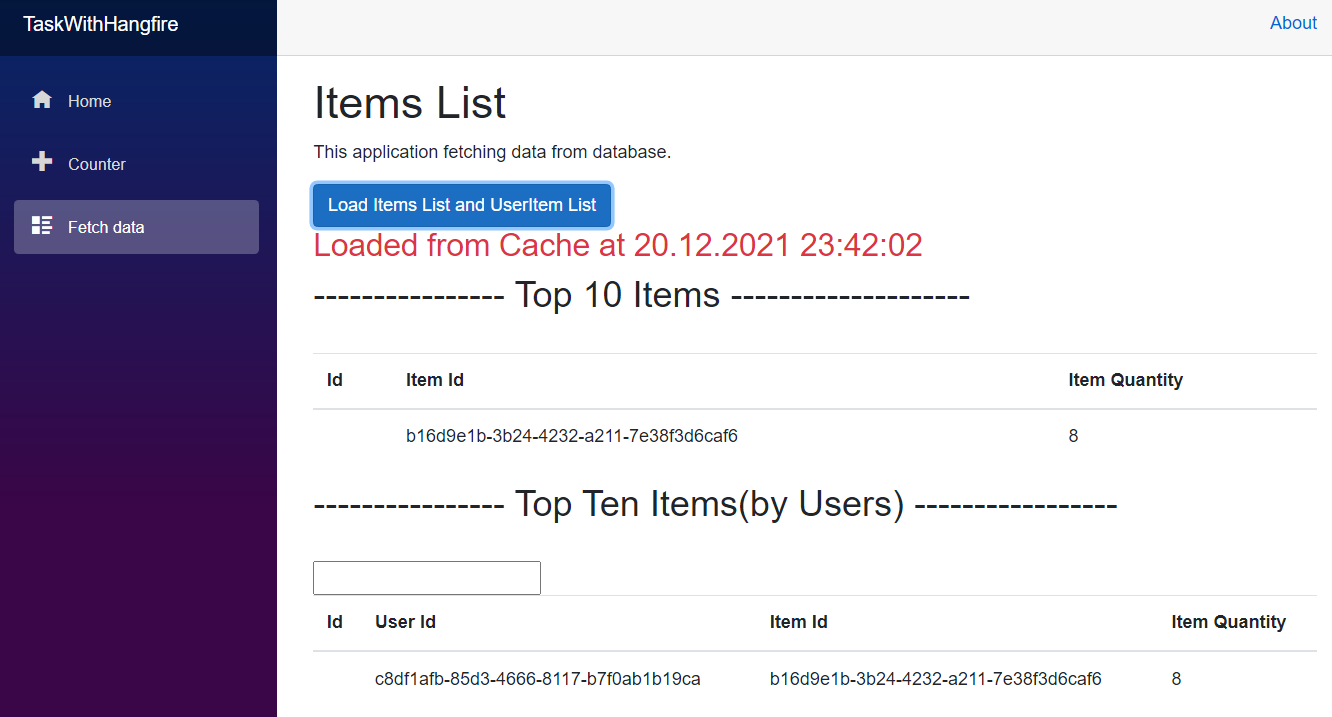 TaskWithHangfire
About
Home
Counter
Fetch data
Items List
This application fetching data from database.
Load Items List and UserItem List
Loaded from Cache at 20.12.2021 23:42:02
---------------- Top 10 Items --------------------
Id Item Id Item Quantity
b16d9e1b-3b24-4232-a211-7e38f3d6caf6 8
---------------- Top Ten Items(by Users) -----------------
Id User Id Item Id Item Quantity
c8df1afb-85d3-4666-8117-b7f0ab1b19ca b16d9e1b-3b24-4232-a211-7e38f3d6caf6 8